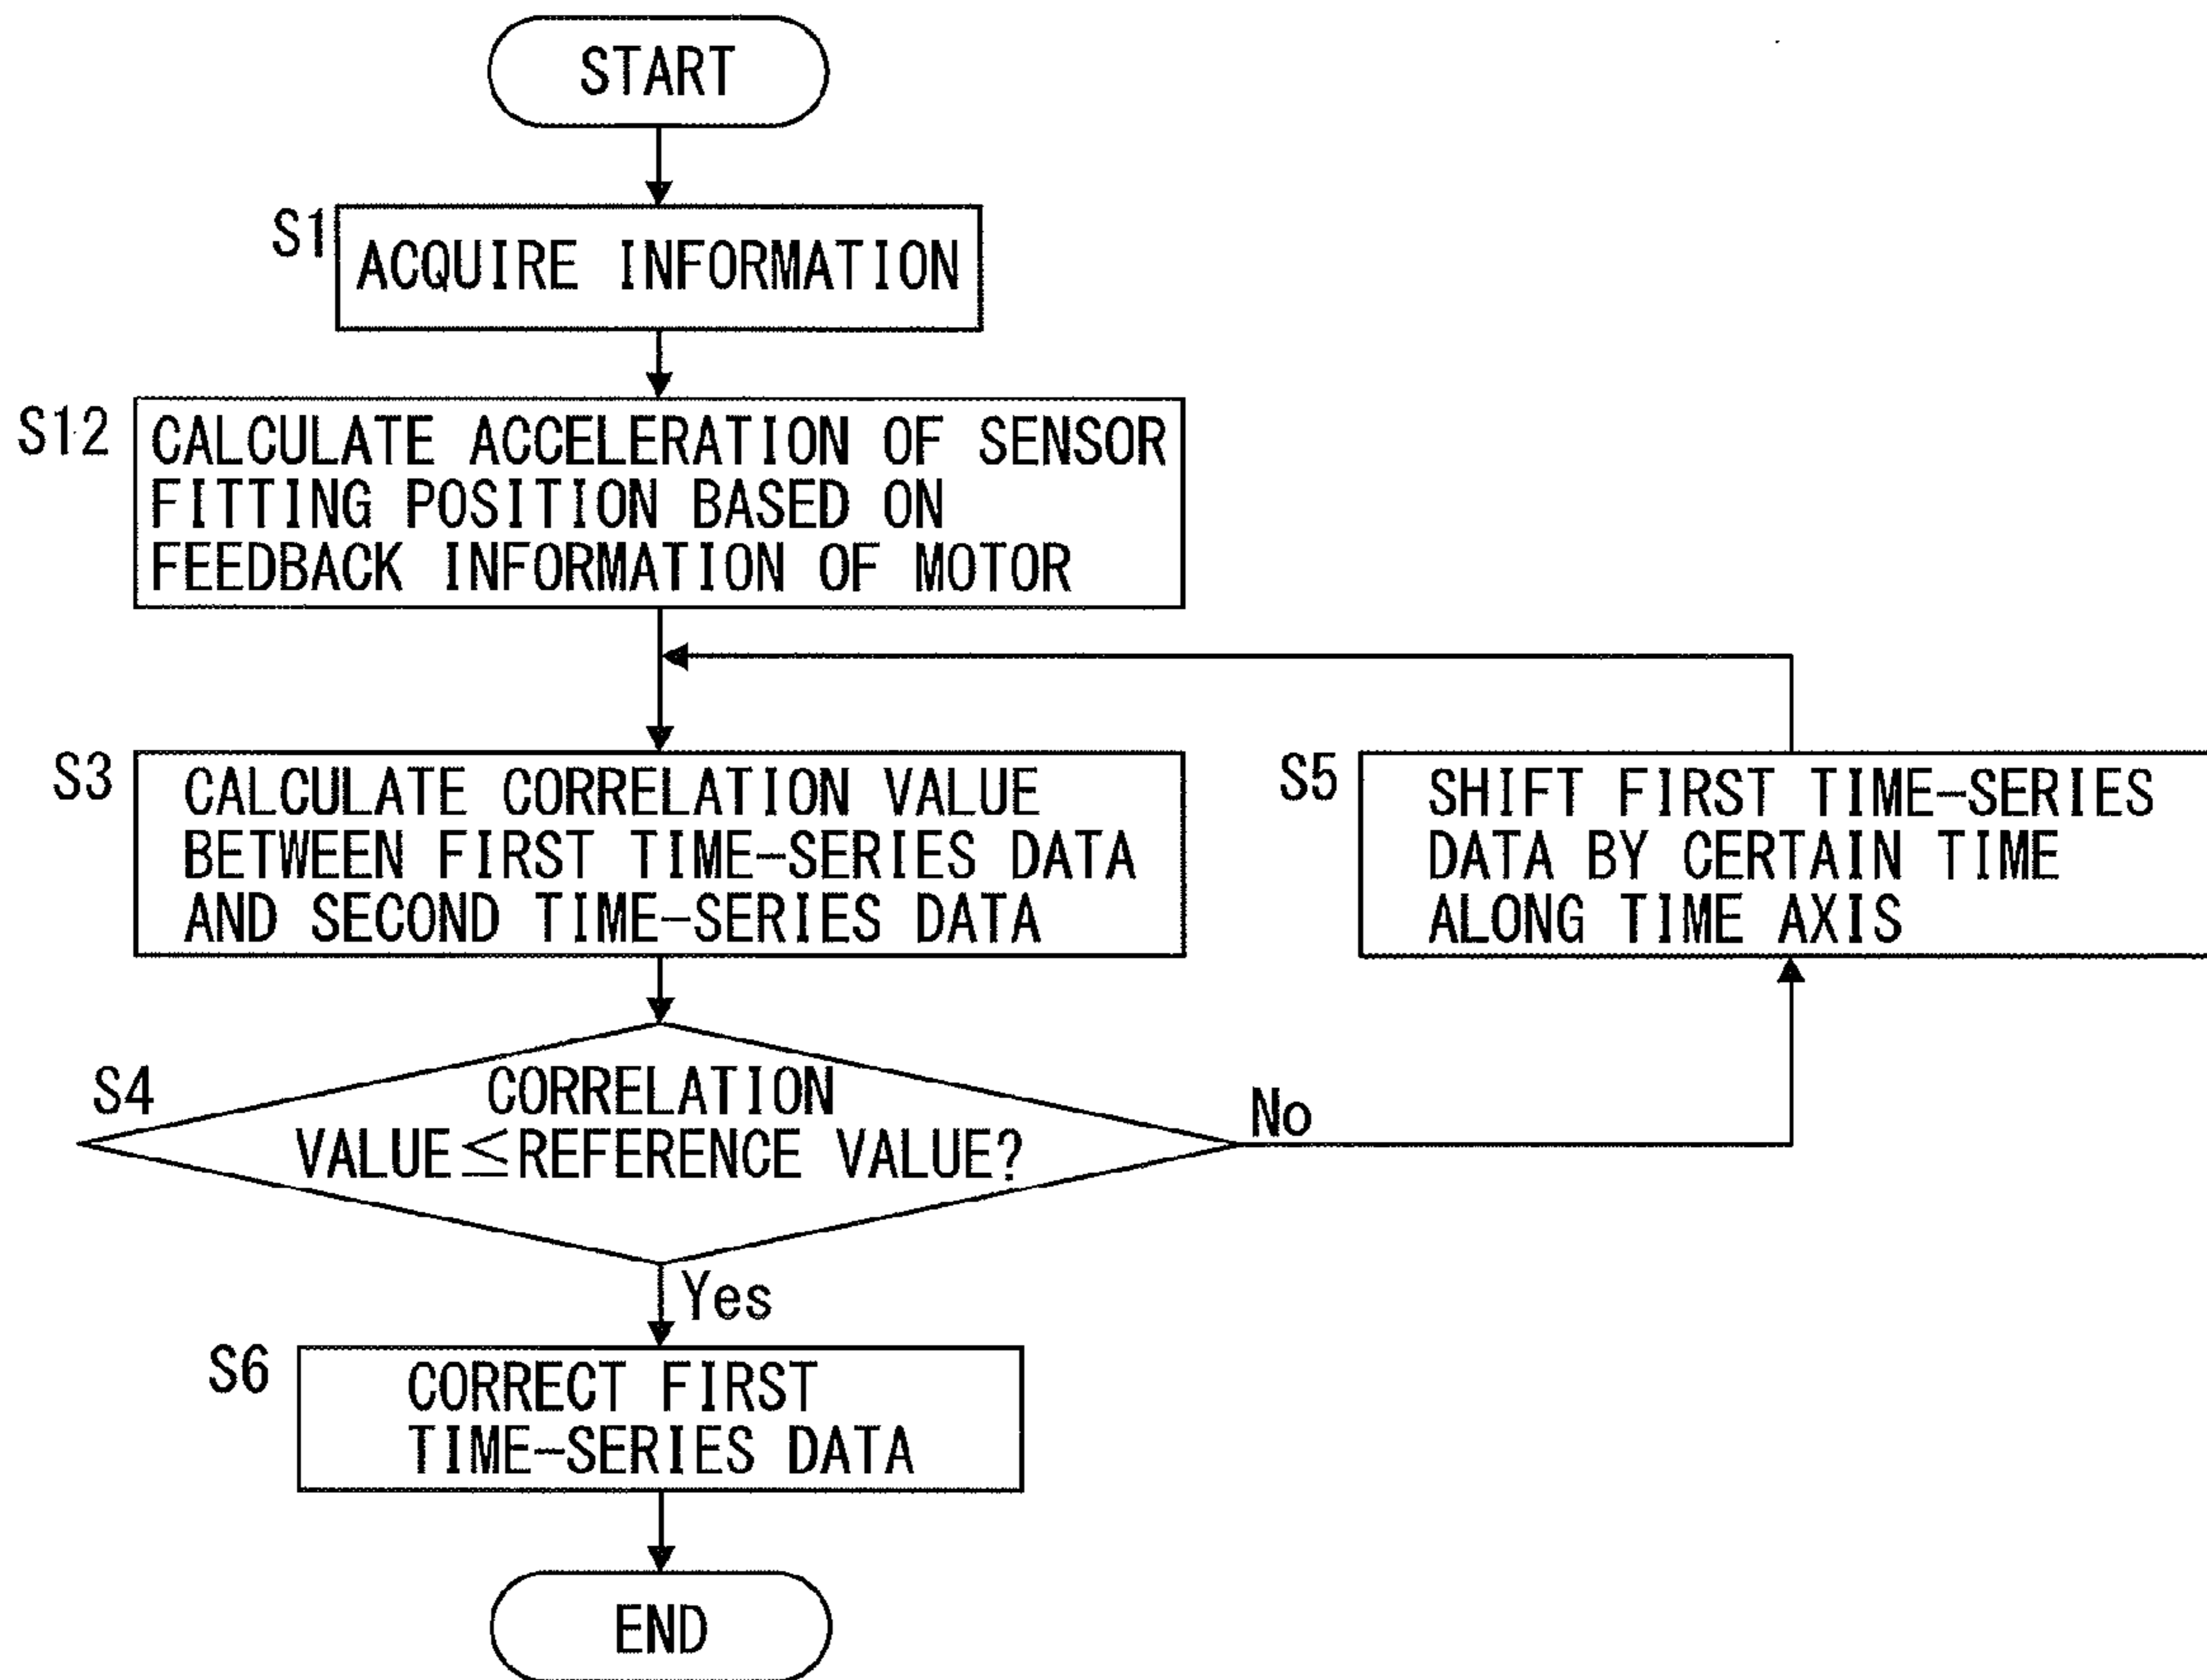 START
S1
ACQUIRE INFORMATION
S12
CALCULATE ACCELERATION OF SENSOR
FITTING POSITION BASED ON
FEEDBACK INFORMATION OF MOTOR
S3
CALCULATE CORRELATION VALUE
BETWEEN FIRST TIME-SERIES DATA
AND SECOND TIME-SERIES DATA
S5
SHIFT FIRST TIME-SERIES
DATA BY CERTAIN TIME
ALONG TIME AXIS
S4
CORRELATION
VALUE≦REFERENCE VALUE?
No
Yes
S6
CORRECT FIRST
TIME-SERIES DATA
END